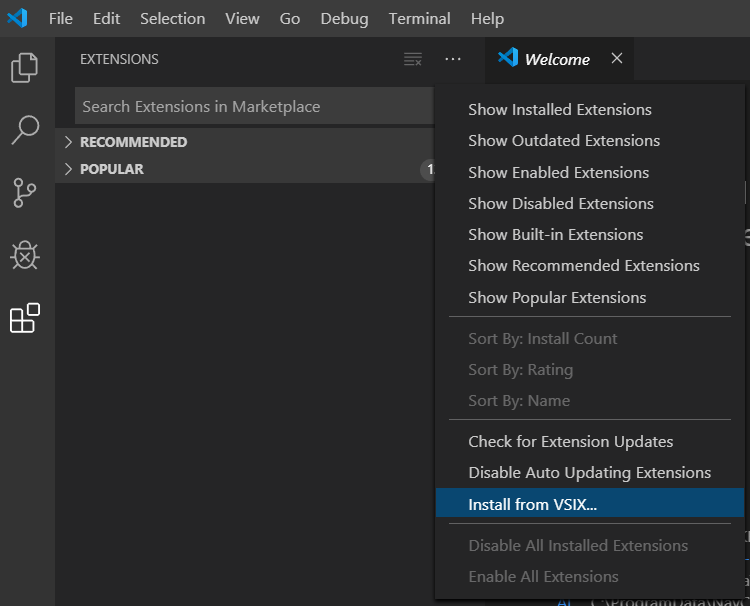 File Edit Selection View Go Debug Terminal Help
EXTENSIONS
Welcome
Search Extensions in Marketplace
RECOMMENDED
POPULAR
Show Installed Extensions
Show Outdated Extensions
Show Enabled Extensions
Show Disabled Extensions
Show Built-in Extensions
Show Recommended Extensions
Show Popular Extensions
Sort By: Install Count
Sort By: Rating
Sort By: Name
Check for Extension Updates
Disable Auto Updating Extensions
Install from VSIX...
Disable All Installed Extensions
Enable All Extensions